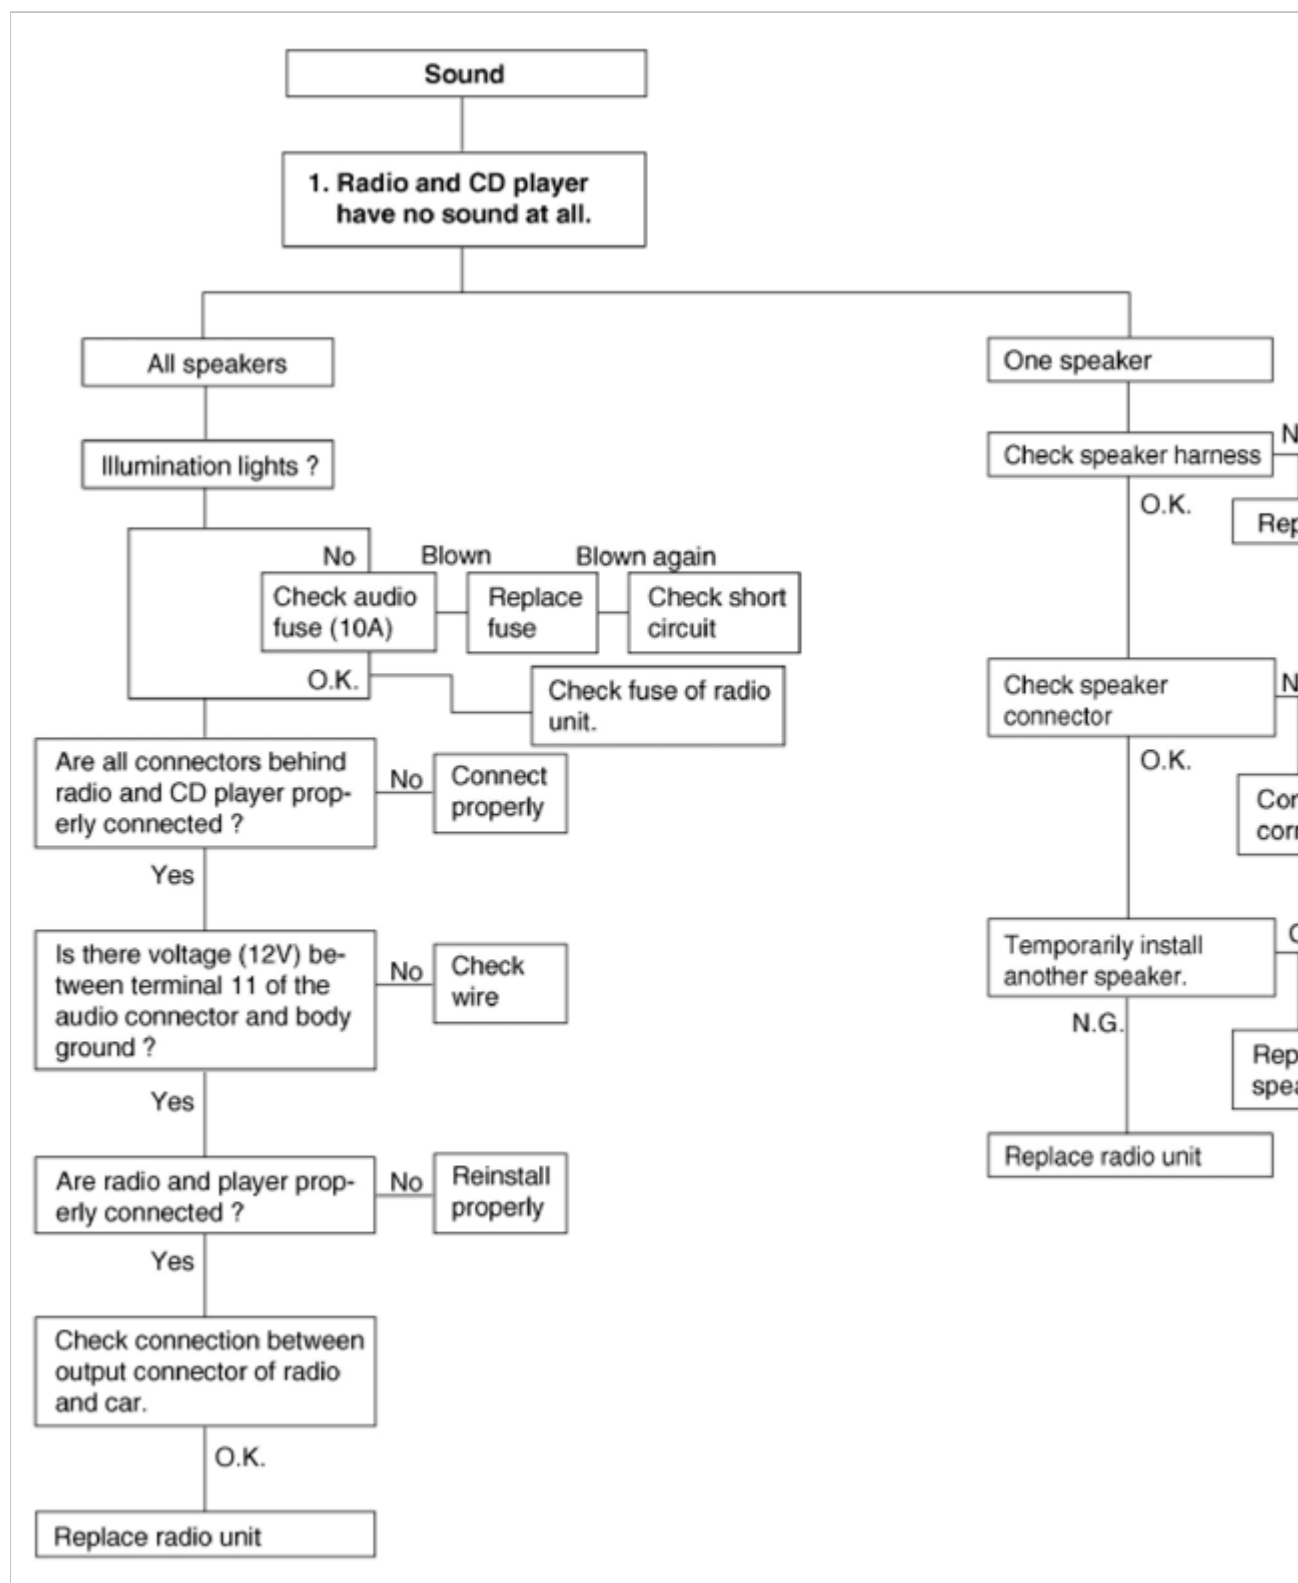 Sound
1. Radio and CD player
have no sound at all.
All speakers
Illumination lights ?
No
Blown
Blown again
Check audio
fuse (10A)
Replace
fuse
Check short
circuit
O.K.
Check fuse of radio
unit.
Are all connectors behind
radio and CD player prop-
erly connected ?
No
Connect
properly
Yes
Is there voltage (12V) be-
tween terminal 11 of the
audio connector and body
ground ?
No
Check
wire
Yes
Are radio and player prop-
erly connected ?
No
Reinstall
properly
Yes
Check connection between
output connector of radio
and car.
O.K.
Replace radio unit
One speaker
Check speaker harness
O.K.
Check speaker
connector
O.K.
Temporarily install
another speaker.
N.G.
Replace radio unit